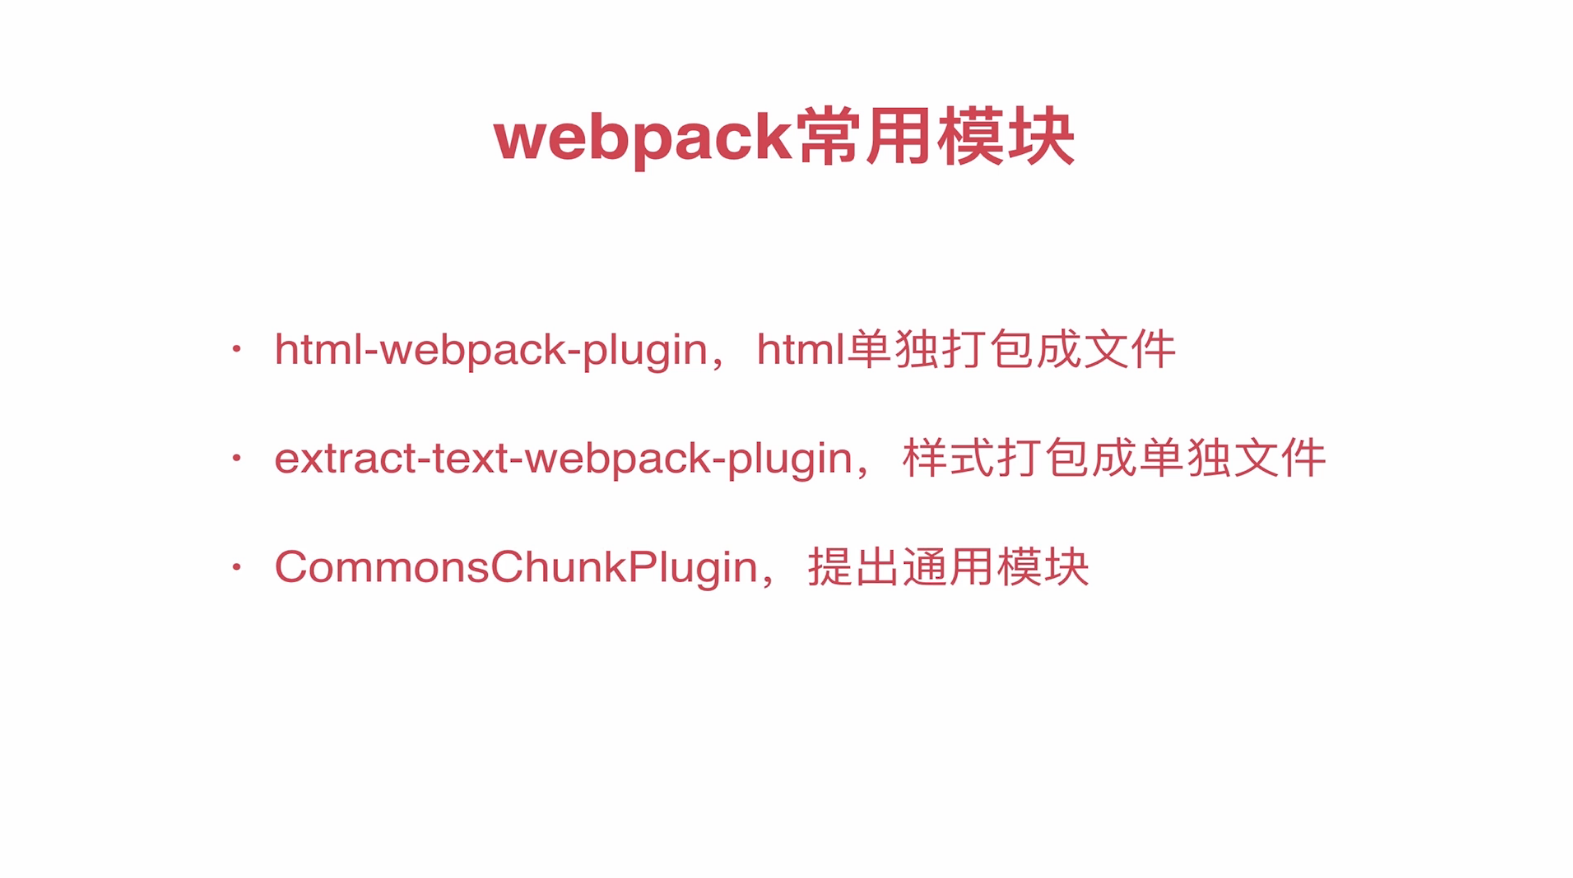 webpack常用模块
· html-webpack-plugin，html单独打包成文件
· extract-text-webpack-plugin，样式打包成单独文件
· CommonsChunkPlugin，提出通用模块